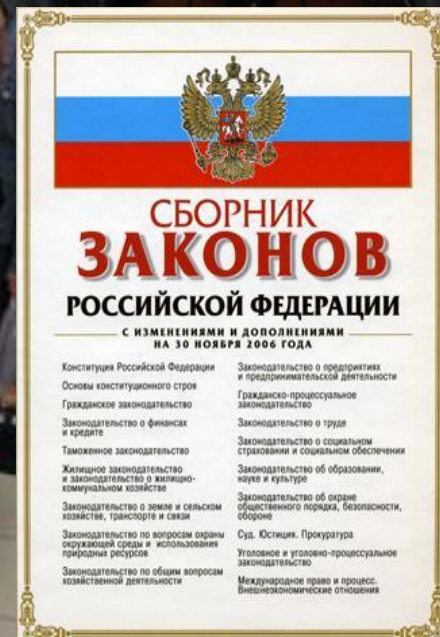 СБОРНИК
ЗАКОНОВ
РОССИЙСКОЙ ФЕДЕРАЦИИ
С ИЗМЕНЕНИЯМИ И ДОПОЛНЕНИЯМИ
НА 30 НОЯБРЯ 2006 ГОДА
Конституция Российской Федерации
Основы конституционного строя
Гражданское законодательство
Законодательство о финансах
и кредите
Таможенное законодательство
Жилищное законодательство
и законодательство о жилищно-
коммунальном хозяйстве
Законодательство о земле и сельском
хозяйстве, транспорте и связи
Законодательство по вопросам охраны
окружающей среды и использования
природных ресурсов
Законодательство по общим вопросам
хозяйственной деятельности
Законодательство о предприятиях
и предпринимательской деятельности
Гражданско-процессуальное
законодательство
Законодательство о труде
Законодательство о социальном
страховании и социальном обеспечении
Законодательство об образовании,
науке и культуре
Законодательство об охране
общественного порядка, безопасности,
обороне
Суд. Юстиция. Прокуратура
Уголовное и уголовно-процессуальное
законодательство
Международное право и процесс.
Внешнеэкономические отношения